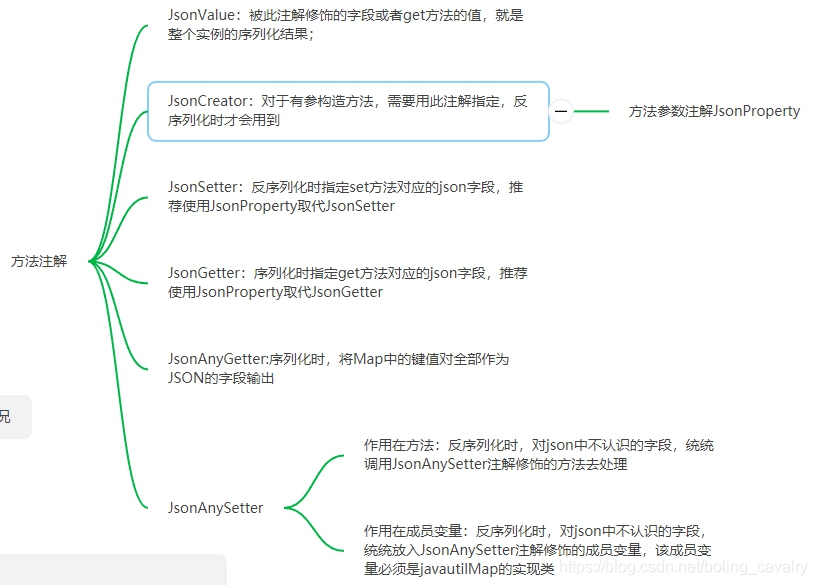 JsonValue：被此注解修饰的字段或者get方法的值，就是
整个实例的序列化结果；
JsonCreator：对于有参构造方法，需要用此注解指定，反
序列化时才会用到
方法参数注解JsonProperty
JsonSetter：反序列化时指定set方法对应的json字段，推
荐使用JsonProperty取代JsonSetter
方法注解
JsonGetter：序列化时指定get方法对应的json字段，推荐
使用JsonProperty取代JsonGetter
JsonAnyGetter:序列化时，将Map中的键值对全部作为
JSON的字段输出
兄
JsonAnySetter
作用在方法：反序列化时，对json中不认识的字段，统统
调用JsonAnySetter注解修饰的方法去处理
作用在成员变量：反序列化时，对json中不认识的字段，
统统放入JsonAnySetter注解修饰的成员变量，该成员变
量必须是javautilMap的实现类
https://blog.csdn.net/boling_cavalry